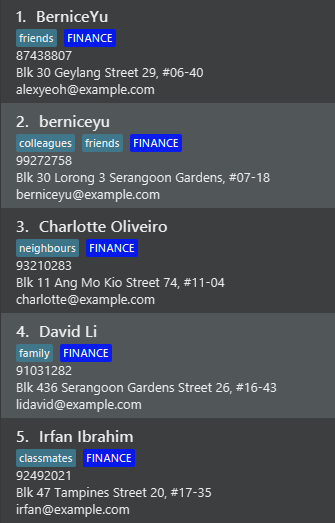 1. BerniceYu
friends FINANCE
87438807
Blk 30 Geylang Street 29, #06-40
alexyeoh@example.com
2. berniceyu
colleagues friends FINANCE
99272758
Blk 30 Lorong 3 Serangoon Gardens, #07-18
berniceyu@example.com
3. Charlotte Oliveiro
neighbours FINANCE
93210283
Blk 11 Ang Mo Kio Street 74, #11-04
charlotte@example.com
4. David Li
family FINANCE
91031282
Blk 436 Serangoon Gardens Street 26, #16-43
lidavid@example.com
5. Irfan Ibrahim
classmates FINANCE
92492021
Blk 47 Tampines Street 20, #17-35
irfan@example.com